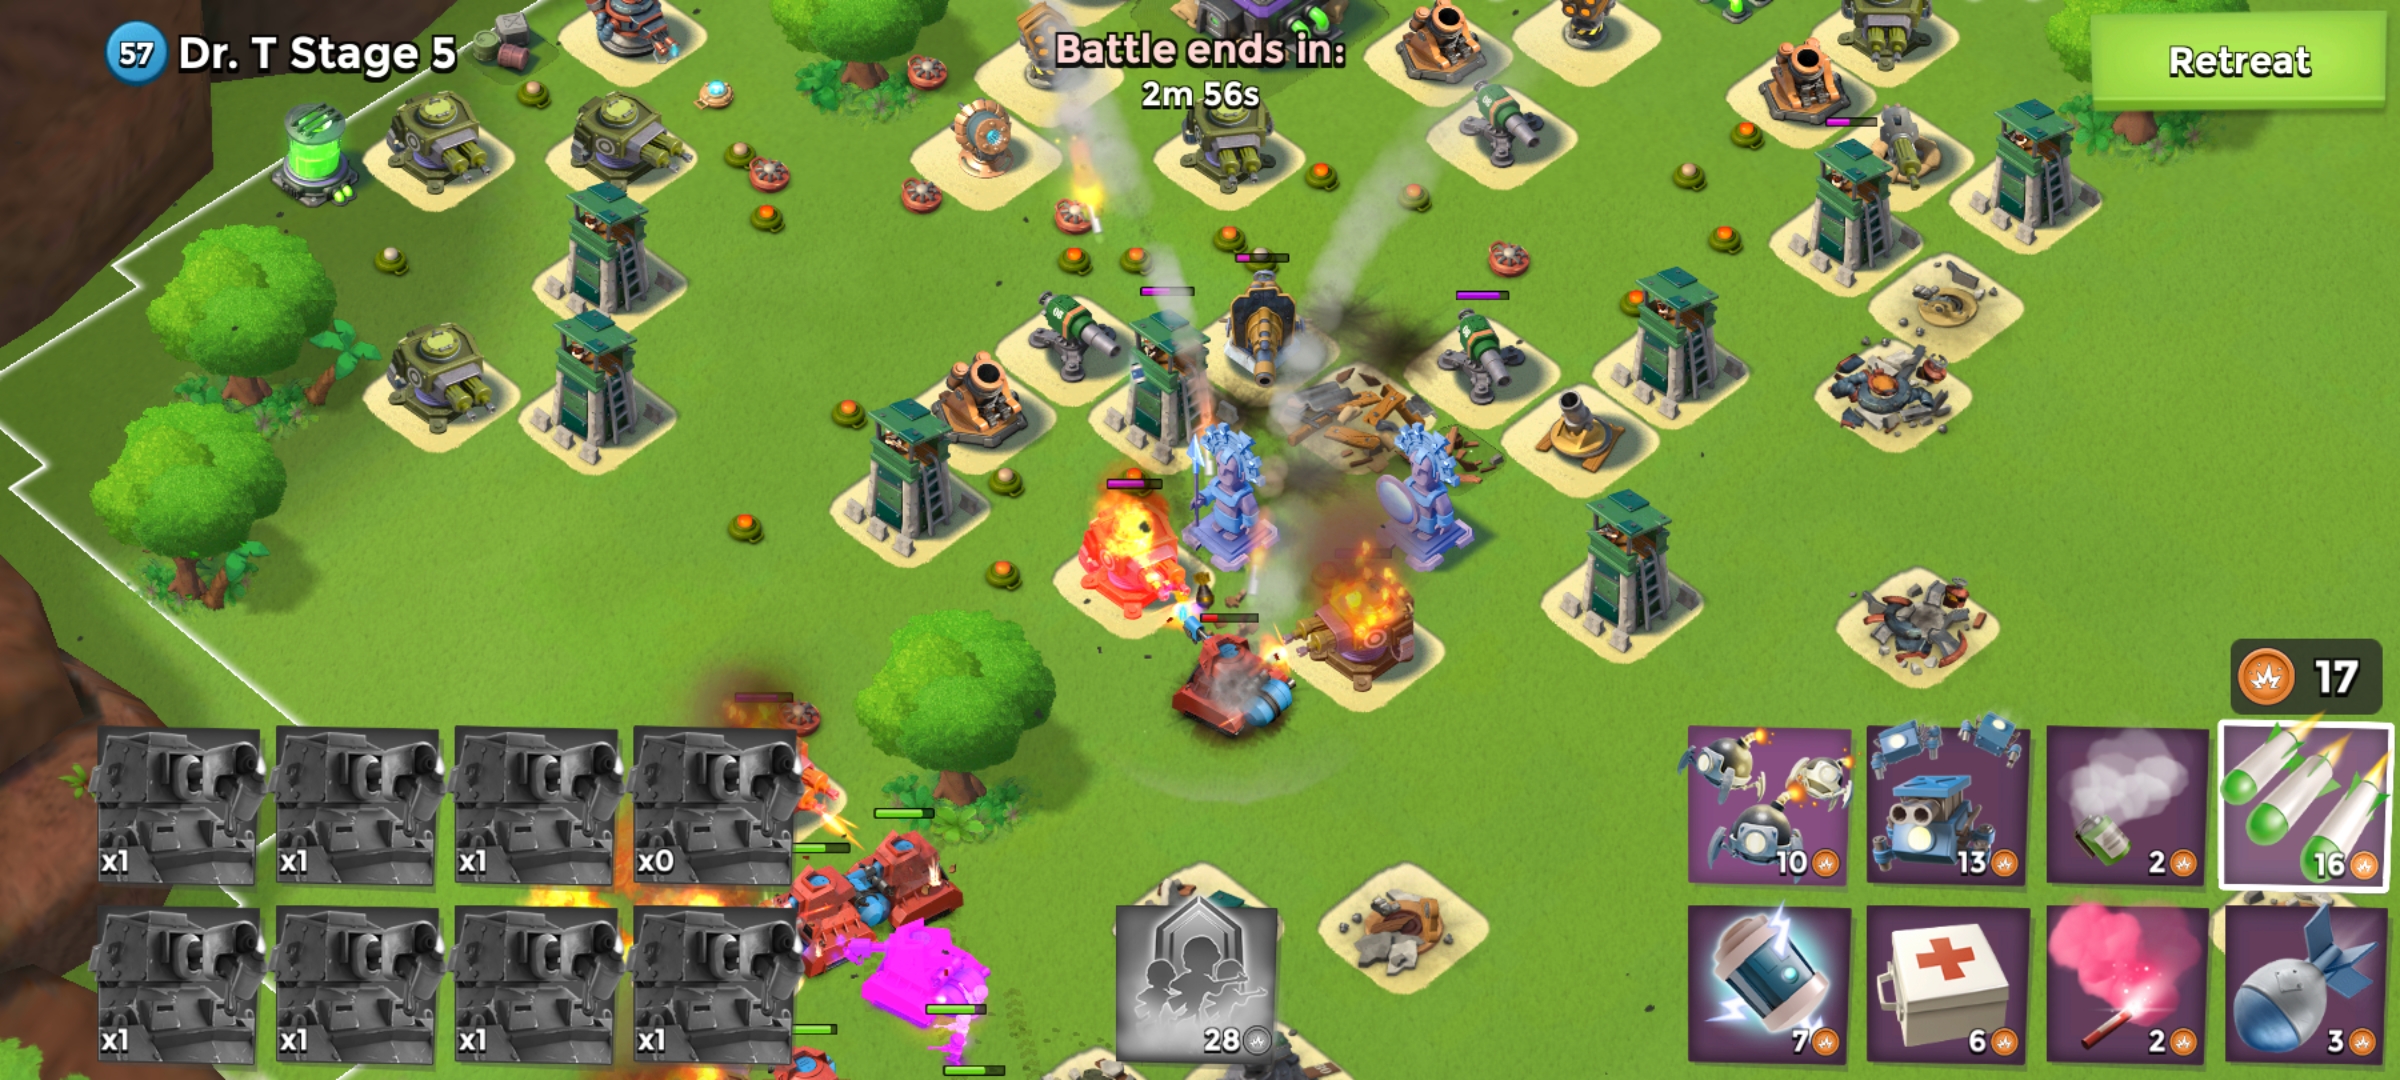 57 Dr. T Stage 5
Battle ends in:
2m 56s
Retreat
17
x1 x1 x1 x0
10 13 2 16
x1 x1 x1 x1
28
7 6 2 3